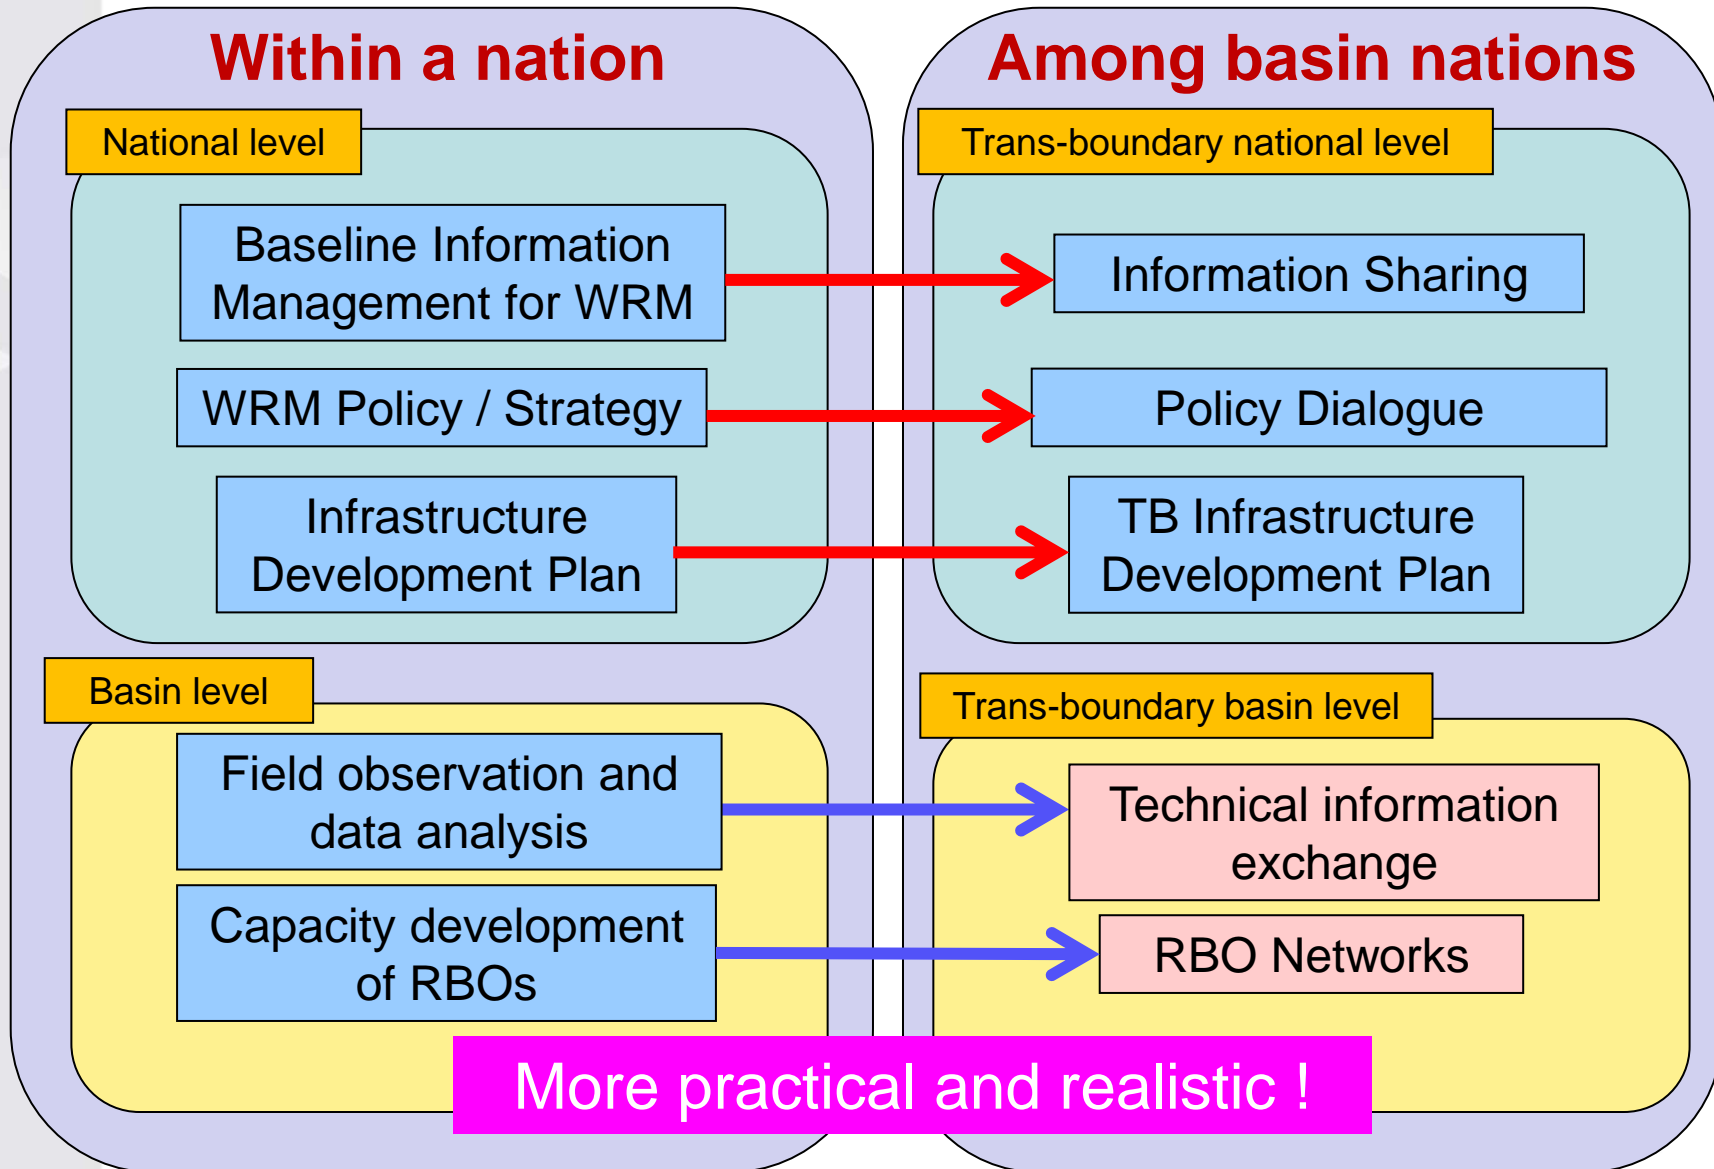 Within a nation
National level
Baseline Information
Management for WRM
WRM Policy / Strategy
Infrastructure
Development Plan
Basin level
Field observation and
data analysis
Capacity development
of RBOs
Among basin nations
Trans-boundary national level
Information Sharing
Policy Dialogue
TB Infrastructure
Development Plan
Trans-boundary basin level
Technical information
exchange
RBO Networks
More practical and realistic !